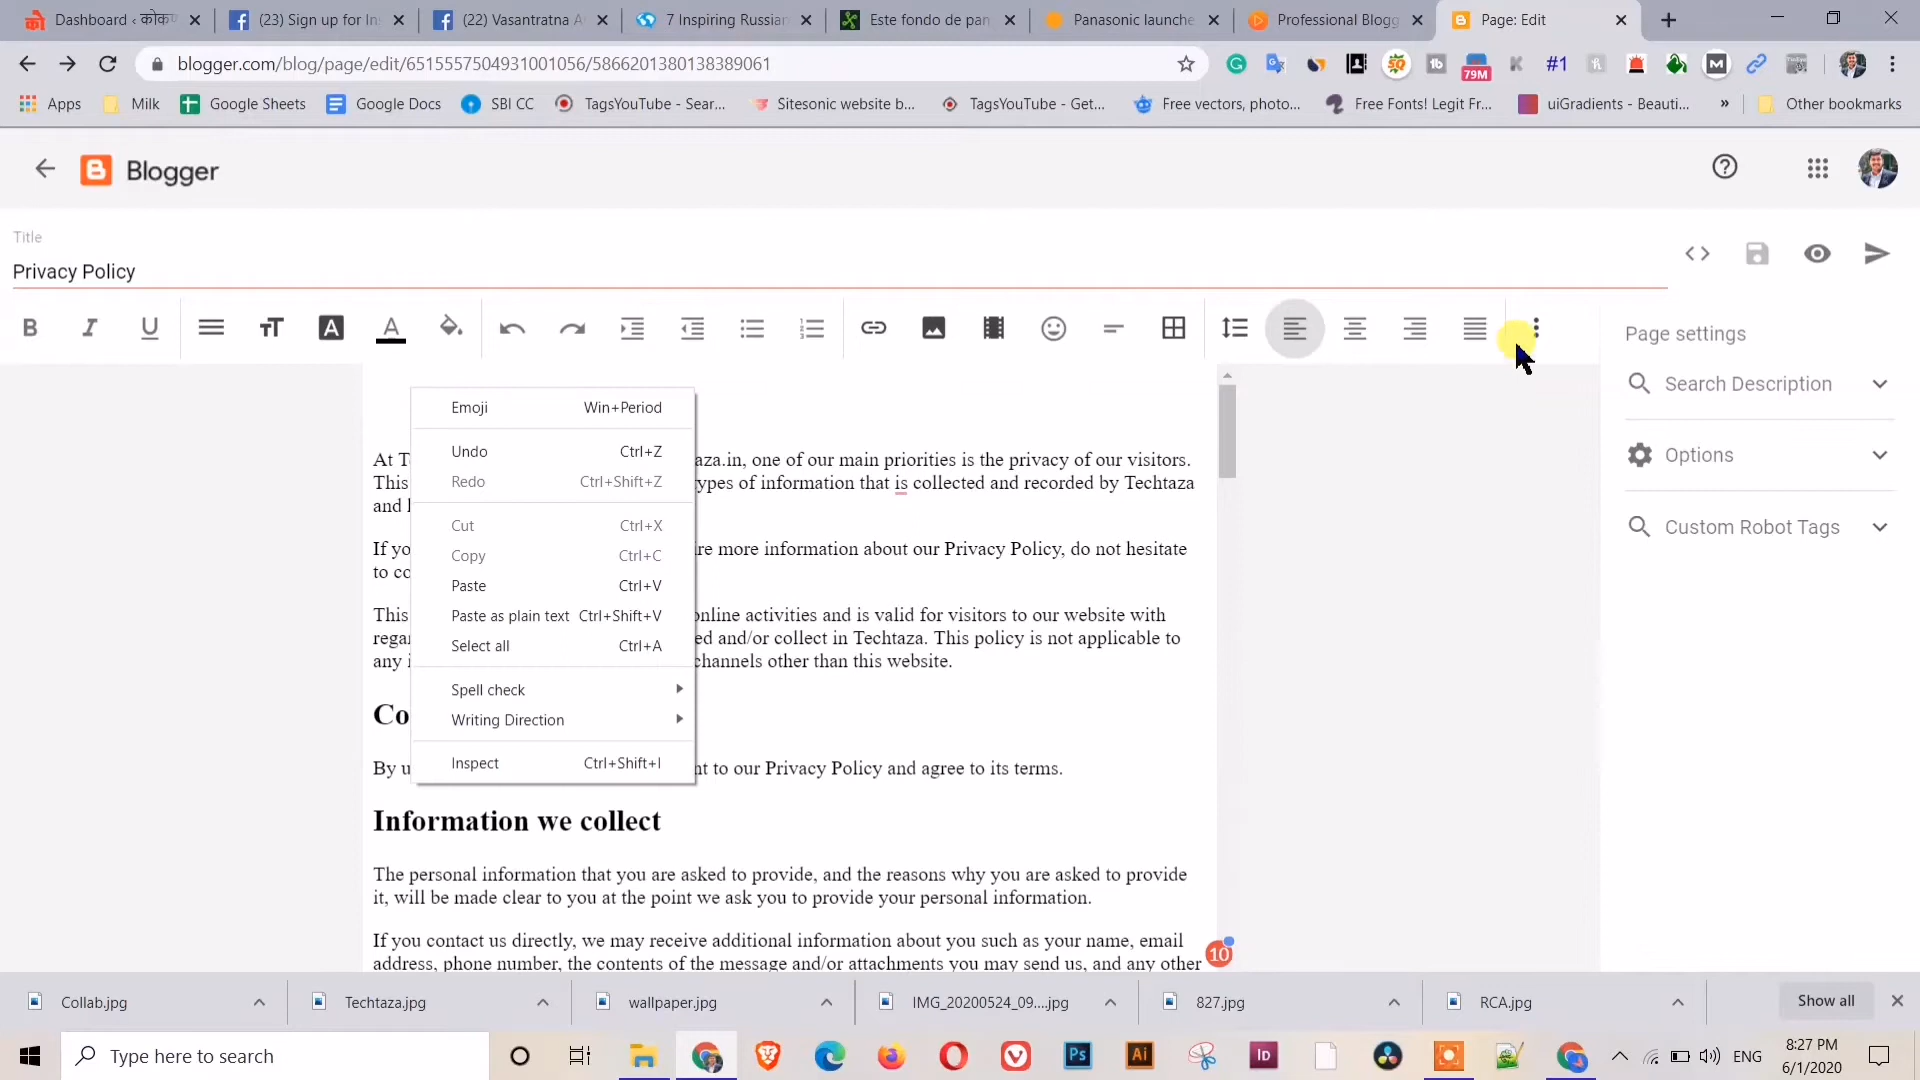 Dashboard ‹ कोकण
(23) Sign up for In
(22) Vasantratna A
7 Inspiring Russian
Este fondo de pan
Panasonic launche
Professional Blogg
Page: Edit
blogger.com/blog/page/edit/6515557504931001056/5866201380138389061
79M
#1
Apps
Milk
Google Sheets
Google Docs
SBI CC
TagsYouTube - Sear...
Sitesonic website b...
TagsYouTube - Get...
Free vectors, photo...
Free Fonts! Legit Fr...
uiGradients - Beauti...
»
Other bookmarks
Blogger
Title
Privacy Policy
Page settings
Search Description
Options
Custom Robot Tags
Emoji Win+Period
Undo Ctrl+Z
Redo Ctrl+Shift+Z
Cut Ctrl+X
Copy Ctrl+C
Paste Ctrl+V
Paste as plain text Ctrl+Shift+V
Select all Ctrl+A
Spell check
Writing Direction
Inspect Ctrl+Shift+I
At T aza.in, one of our main priorities is the privacy of our visitors.
This ypes of information that is collected and recorded by Techtaza
and
If yo re more information about our Privacy Policy, do not hesitate
to co
This online activities and is valid for visitors to our website with
rega ed and/or collect in Techtaza. This policy is not applicable to
any i channels other than this website.
Co
By u nt to our Privacy Policy and agree to its terms.
Information we collect
The personal information that you are asked to provide, and the reasons why you are asked to provide
it, will be made clear to you at the point we ask you to provide your personal information.
If you contact us directly, we may receive additional information about you such as your name, email
address, phone number, the contents of the message and/or attachments you may send us, and any other
10
Collab.jpg
Techtaza.jpg
wallpaper.jpg
IMG_20200524_09....jpg
827.jpg
RCA.jpg
Show all
Type here to search
Ps
Ai
Id
ENG
8:27 PM
6/1/2020